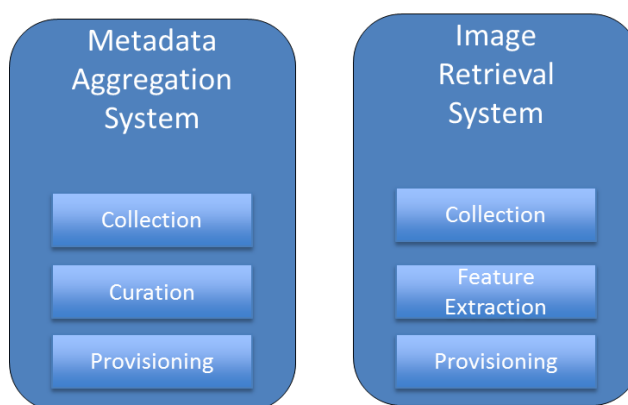 Metadata
Aggregation
System
Collection
Curation
Provisioning
Image
Retrieval
System
Collection
Feature
Extraction
Provisioning